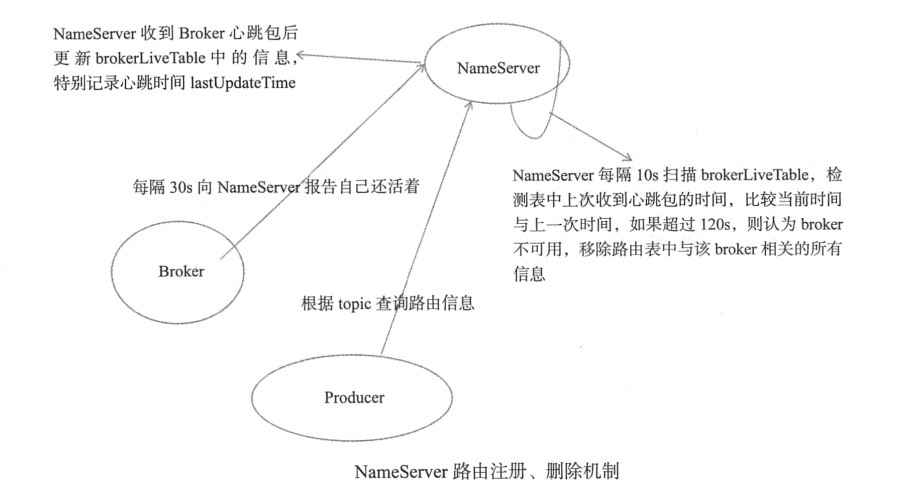 NameServer 收到 Broker 心跳包后
更新 brokerLiveTable 中的信息，
特别记录心跳时间 lastUpdateTime
NameServer
NameServer 每隔 10s 扫描 brokerLiveTable，检
测表中上次收到心跳包的时间，比较当前时间
与上一次时间，如果超过 120s，则认为 broker
不可用，移除路由表中与该 broker 相关的所有
信息
每隔 30s 向 NameServer 报告自己还活着
Broker
根据 topic 查询路由信息
Producer
NameServer 路由注册、删除机制